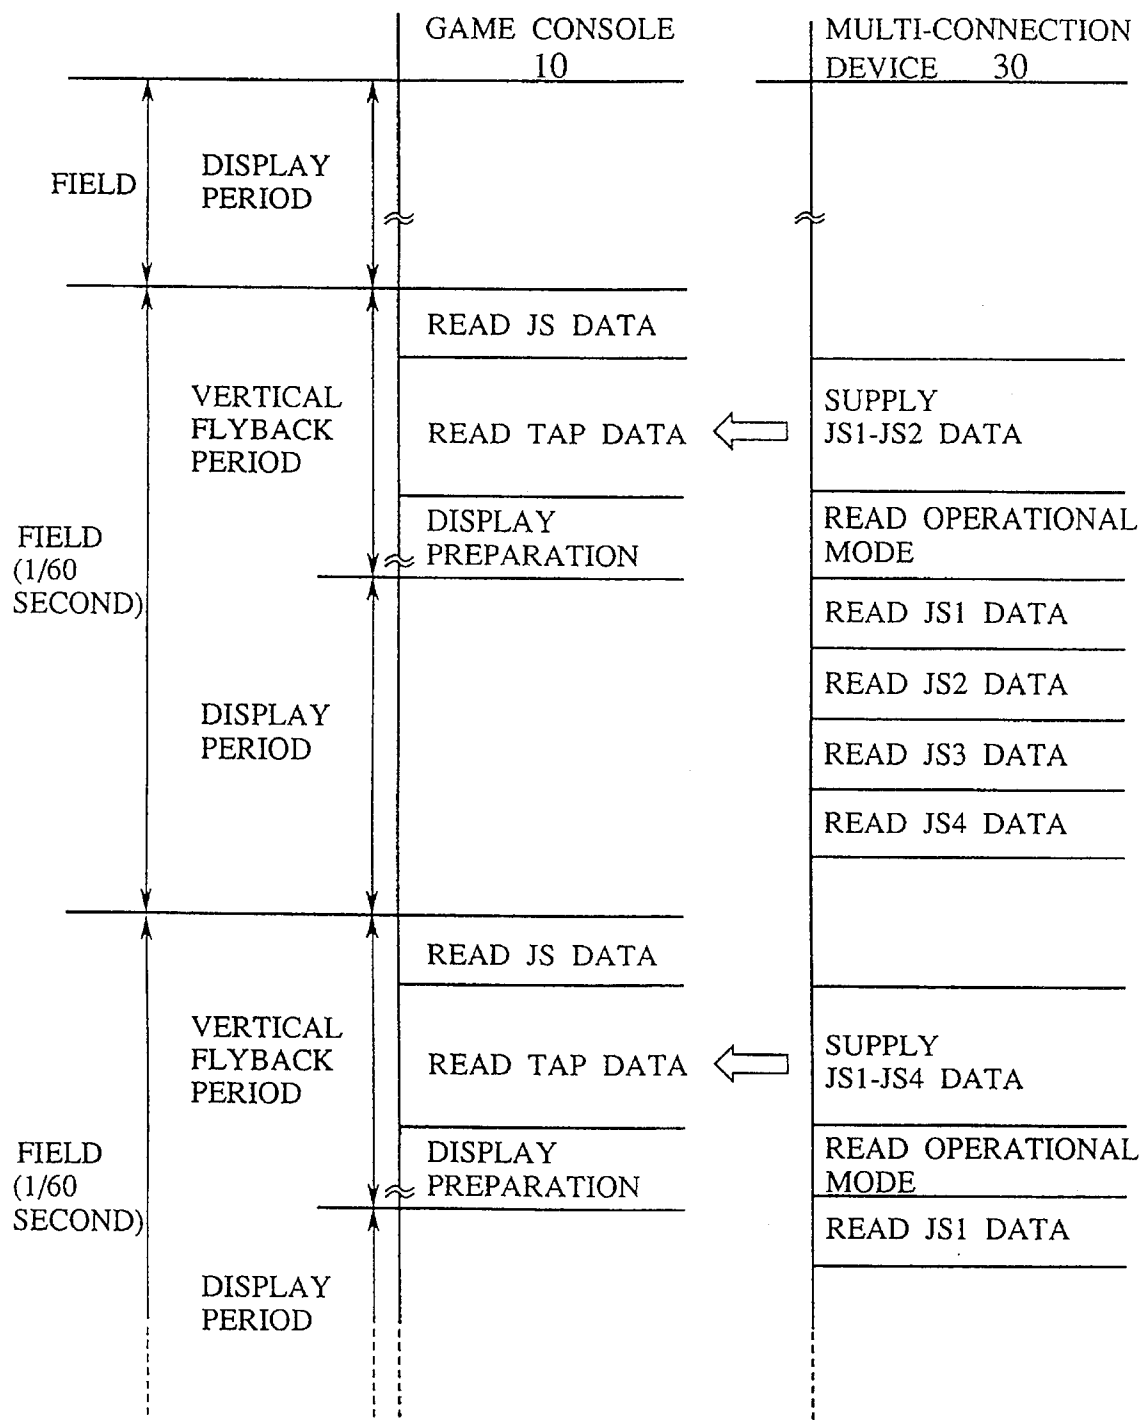 GAME CONSOLE
10
MULTI-CONNECTION
DEVICE 30
FIELD
DISPLAY
PERIOD
READ JS DATA
VERTICAL
FLYBACK
PERIOD
READ TAP DATA
SUPPLY
JS1-JS2 DATA
DISPLAY
PREPARATION
READ OPERATIONAL
MODE
FIELD
(1/60
SECOND)
READ JS1 DATA
READ JS2 DATA
DISPLAY
PERIOD
READ JS3 DATA
READ JS4 DATA
READ JS DATA
VERTICAL
FLYBACK
PERIOD
READ TAP DATA
SUPPLY
JS1-JS4 DATA
DISPLAY
PREPARATION
READ OPERATIONAL
MODE
FIELD
(1/60
SECOND)
READ JS1 DATA
DISPLAY
PERIOD